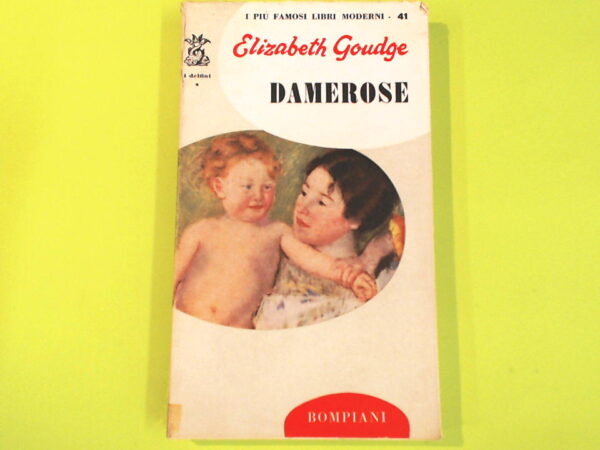 I PIÙ FAMOSI LIBRI MODERNI - 41
i delfini
Elizabeth Goudge
DAMEROSE
BOMPIANI